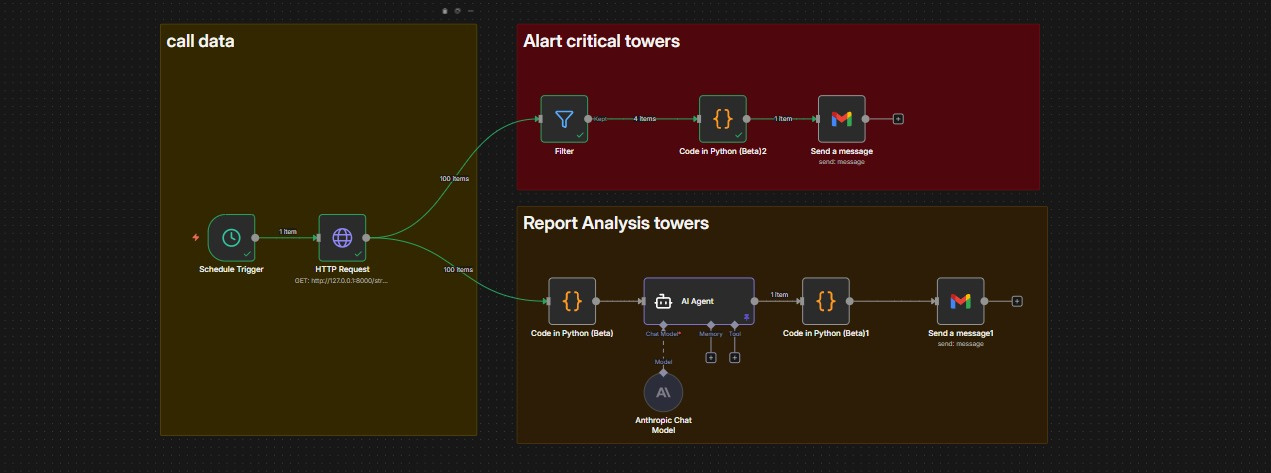 call data
Alart critical towers
Kept
4 items
1 item
Filter
Code in Python (Beta)2
Send a message
send: message
100 items
1 item
Schedule Trigger
HTTP Request
GET: http://127.0.0.1:8000/str...
100 items
Report Analysis towers
AI Agent
1 item
Code in Python (Beta)
Chat Model*
Memory
Tool
Code in Python (Beta)1
Send a message1
send: message
Model
Anthropic Chat
Model